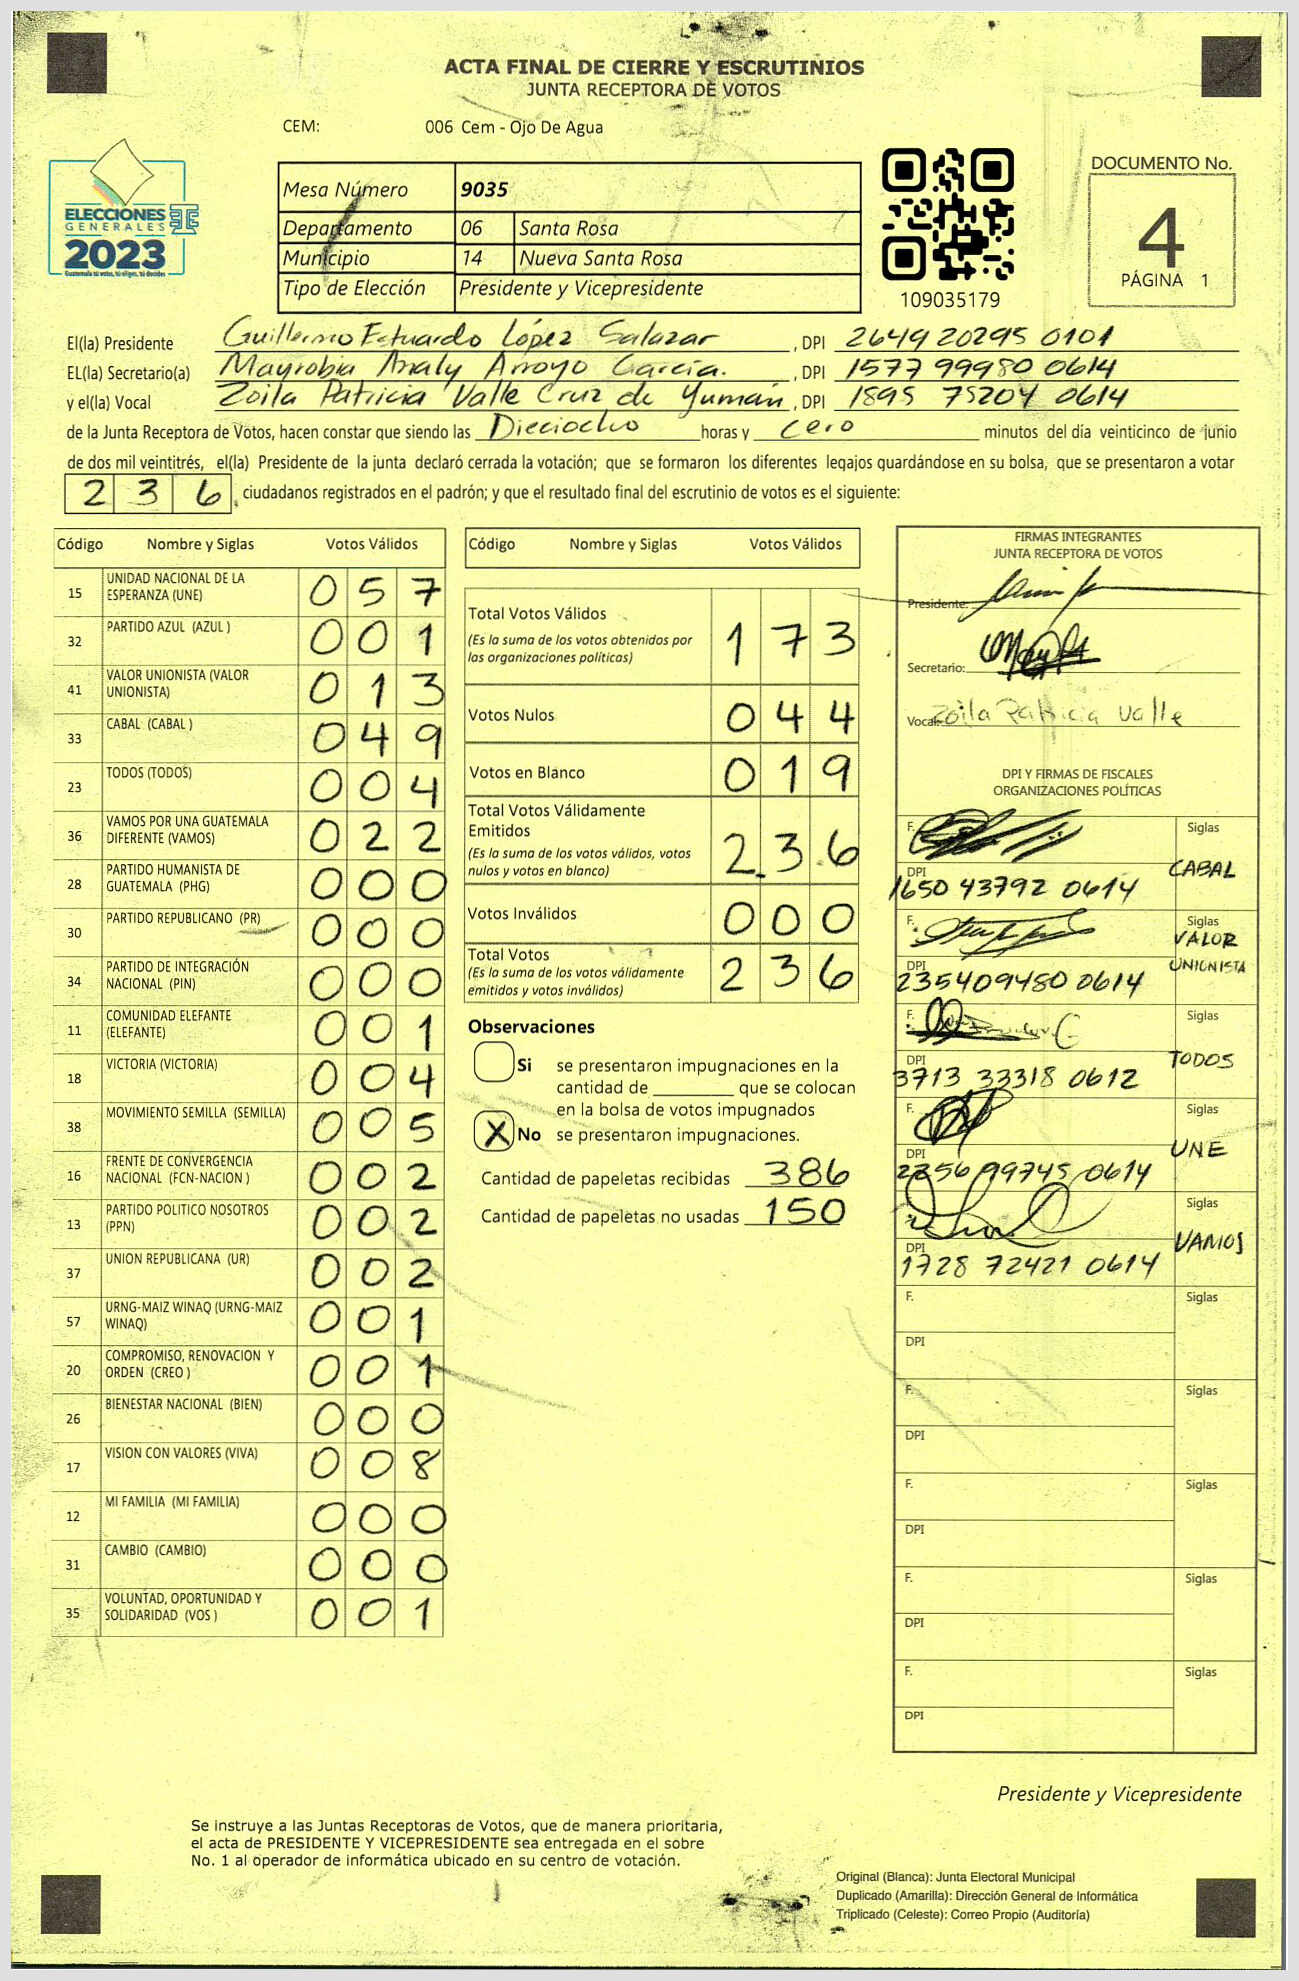 ACTA FINAL DE CIERRE Y ESCRUTINIOS
JUNTA RECEPTORA DE VOTOS
CEM: 006 Cem - Ojo De Agua
ELECCIONES
GENERALES
2023
Guatemala tú votas, tú eliges, tú decides
Mesa Número 9035
Departamento 06 Santa Rosa
Municipio 14 Nueva Santa Rosa
Tipo de Elección Presidente y Vicepresidente
109035179
DOCUMENTO No.
4
PÁGINA 1
El(la) Presidente Guillermo Estuardo López Salazar, DPI 2649 20295 0101
EL(la) Secretario(a) Mayrobia Analy Arroyo García., DPI 1577 99980 0614
y el(la) Vocal Zoila Patricia Valle Cruz de Yumán, DPI 1895 75204 0614
de la Junta Receptora de Votos, hacen constar que siendo las Dieciocho horas y cero minutos del día veinticinco de junio
de dos mil veintitrés, el(la) Presidente de la junta declaró cerrada la votación; que se formaron los diferentes legajos guardándose en su bolsa, que se presentaron a votar
2 3 6, ciudadanos registrados en el padrón; y que el resultado final del escrutinio de votos es el siguiente:
Código Nombre y Siglas Votos Válidos
15 UNIDAD NACIONAL DE LA ESPERANZA (UNE) 0 5 7
32 PARTIDO AZUL (AZUL ) 0 0 1
41 VALOR UNIONISTA (VALOR UNIONISTA) 0 1 3
33 CABAL (CABAL ) 0 4 9
23 TODOS (TODOS) 0 0 4
36 VAMOS POR UNA GUATEMALA DIFERENTE (VAMOS) 0 2 2
28 PARTIDO HUMANISTA DE GUATEMALA (PHG) 0 0 0
30 PARTIDO REPUBLICANO (PR) 0 0 0
34 PARTIDO DE INTEGRACIÓN NACIONAL (PIN) 0 0 0
11 COMUNIDAD ELEFANTE (ELEFANTE) 0 0 1
18 VICTORIA (VICTORIA) 0 0 4
38 MOVIMIENTO SEMILLA (SEMILLA) 0 0 5
16 FRENTE DE CONVERGENCIA NACIONAL (FCN-NACION ) 0 0 2
13 PARTIDO POLITICO NOSOTROS (PPN) 0 0 2
37 UNION REPUBLICANA (UR) 0 0 2
57 URNG-MAIZ WINAQ (URNG-MAIZ WINAQ) 0 0 1
20 COMPROMISO, RENOVACION Y ORDEN (CREO ) 0 0 1
26 BIENESTAR NACIONAL (BIEN) 0 0 0
17 VISION CON VALORES (VIVA) 0 0 8
12 MI FAMILIA (MI FAMILIA) 0 0 0
31 CAMBIO (CAMBIO) 0 0 0
35 VOLUNTAD, OPORTUNIDAD Y SOLIDARIDAD (VOS ) 0 0 1
Código Nombre y Siglas Votos Válidos
Total Votos Válidos 1 7 3
(Es la suma de los votos obtenidos por
las organizaciones políticas)
Votos Nulos 0 4 4
Votos en Blanco 0 1 9
Total Votos Válidamente
Emitidos 2 3 6
(Es la suma de los votos válidos, votos
nulos y votos en blanco)
Votos Inválidos 0 0 0
Total Votos 2 3 6
(Es la suma de los votos válidamente
emitidos y votos inválidos)
Observaciones
Si se presentaron impugnaciones en la
cantidad de ________ que se colocan
en la bolsa de votos impugnados
X No se presentaron impugnaciones.
Cantidad de papeletas recibidas 386
Cantidad de papeletas no usadas 150
FIRMAS INTEGRANTES
JUNTA RECEPTORA DE VOTOS
Presidente:
Secretario:
Vocal: Zoila Patricia Valle
DPI Y FIRMAS DE FISCALES
ORGANIZACIONES POLÍTICAS
F. Siglas CABAL
DPI 1650 43792 0614
F. Siglas VALOR UNIONISTA
DPI 235409480 0614
F. Siglas TODOS
DPI 3713 33318 0612
F. Siglas UNE
DPI 2256 99745 0614
F. Siglas VAMOS
DPI 1728 72421 0614
F. Siglas
DPI
F. Siglas
DPI
F. Siglas
DPI
F. Siglas
DPI
F. Siglas
DPI
Presidente y Vicepresidente
Se instruye a las Juntas Receptoras de Votos, que de manera prioritaria,
el acta de PRESIDENTE Y VICEPRESIDENTE sea entregada en el sobre
No. 1 al operador de informática ubicado en su centro de votación.
Original (Blanca): Junta Electoral Municipal
Duplicado (Amarilla): Dirección General de Informática
Triplicado (Celeste): Correo Propio (Auditoría)